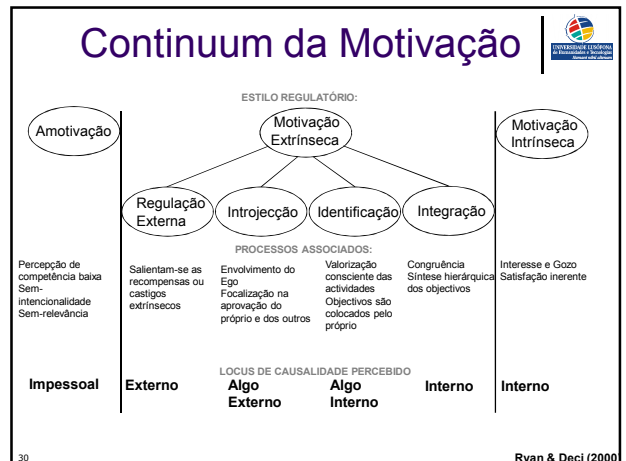 Continuum da Motivação
UNIVERSIDADE LUSÓFONA
de Humanidades e Tecnologias
Humani nihil alienum
ESTILO REGULATÓRIO:
Amotivação
Motivação
Extrínseca
Motivação
Intrínseca
Regulação
Externa
Introjecção
Identificação
Integração
PROCESSOS ASSOCIADOS:
Percepção de
competência baixa
Sem-
intencionalidade
Sem-relevância
Salientam-se as
recompensas ou
castigos
extrínsecos
Envolvimento do
Ego
Focalização na
aprovação do
próprio e dos outros
Valorização
consciente das
actividades
Objectivos são
colocados pelo
próprio
Congruência
Síntese hierárquica
dos objectivos
Interesse e Gozo
Satisfação inerente
LOCUS DE CAUSALIDADE PERCEBIDO
Impessoal
Externo
Algo
Externo
Algo
Interno
Interno
Interno
30
Ryan & Deci (2000